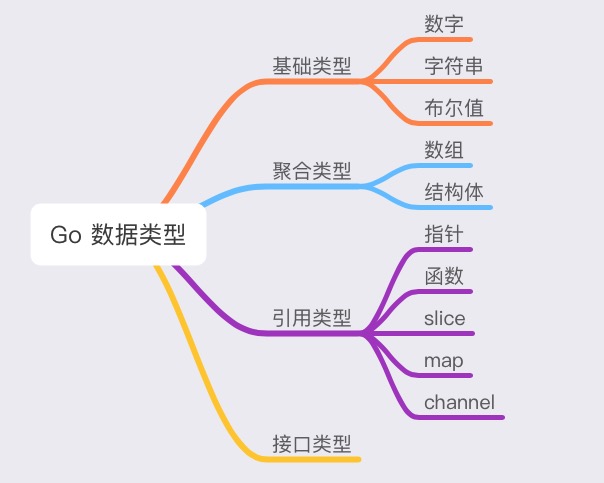 Go 数据类型
基础类型
数字
字符串
布尔值
聚合类型
数组
结构体
引用类型
指针
函数
slice
map
channel
接口类型